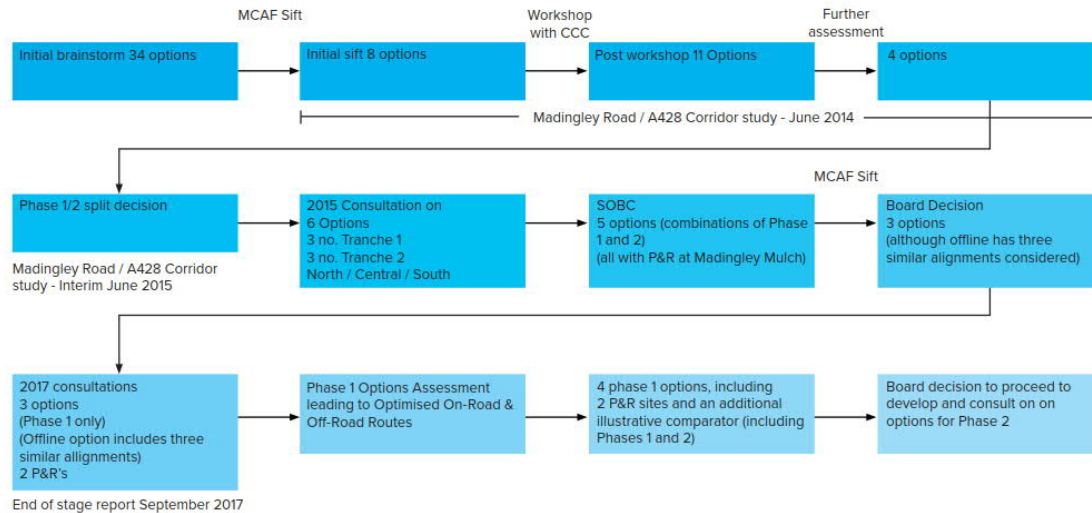 MCAF Sift
Workshop
with CCC
Further
assessment
Initial brainstorm 34 options
Initial sift 8 options
Post workshop 11 Options
4 options
Madingley Road / A428 Corridor study - June 2014
MCAF Sift
Phase 1/2 split decision
2015 Consultation on
6 Options
3 no. Tranche 1
3 no. Tranche 2
North / Central / South
SOBC
5 options (combinations of Phase
1 and 2)
(all with P&R at Madingley Mulch)
Board Decision
3 options
(although offline has three
similar alignments considered)
Madingley Road / A428 Corridor
study - Interim June 2015
2017 consultations
3 options
(Phase 1 only)
(Offline option includes three
similar allignments)
2 P&R's
Phase 1 Options Assessment
leading to Optimised On-Road &
Off-Road Routes
4 phase 1 options, including
2 P&R sites and an additional
illustrative comparator (including
Phases 1 and 2)
Board decision to proceed to
develop and consult on on
options for Phase 2
End of stage report September 2017